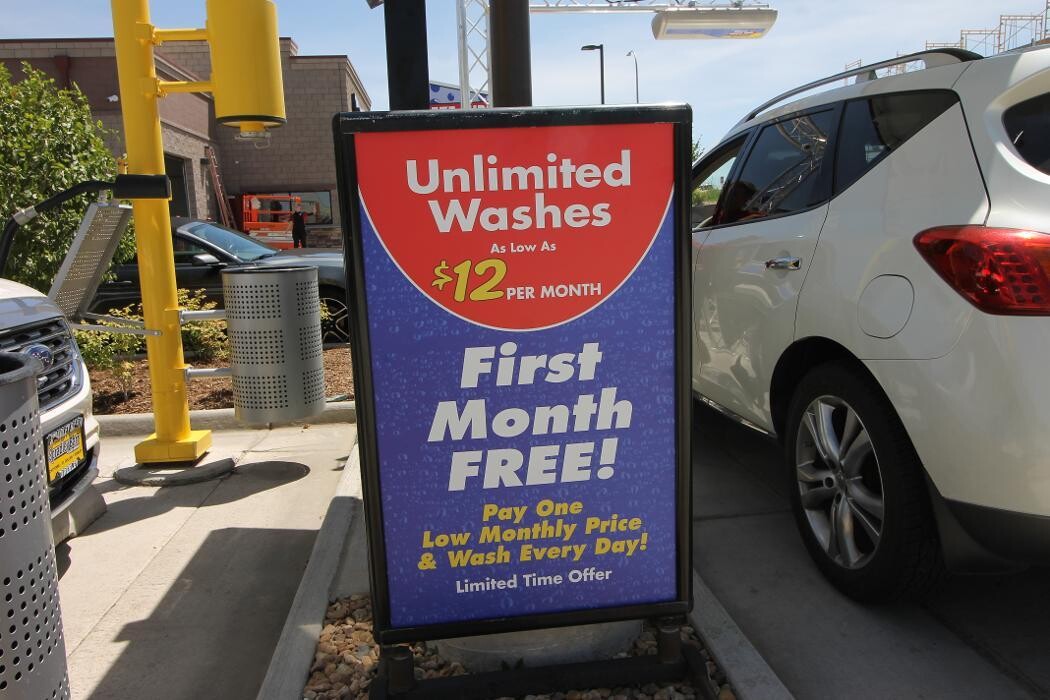 Unlimited
Washes
As Low As
$12 PER MONTH
First
Month
FREE!
Pay One
Low Monthly Price
& Wash Every Day!
Limited Time Offer